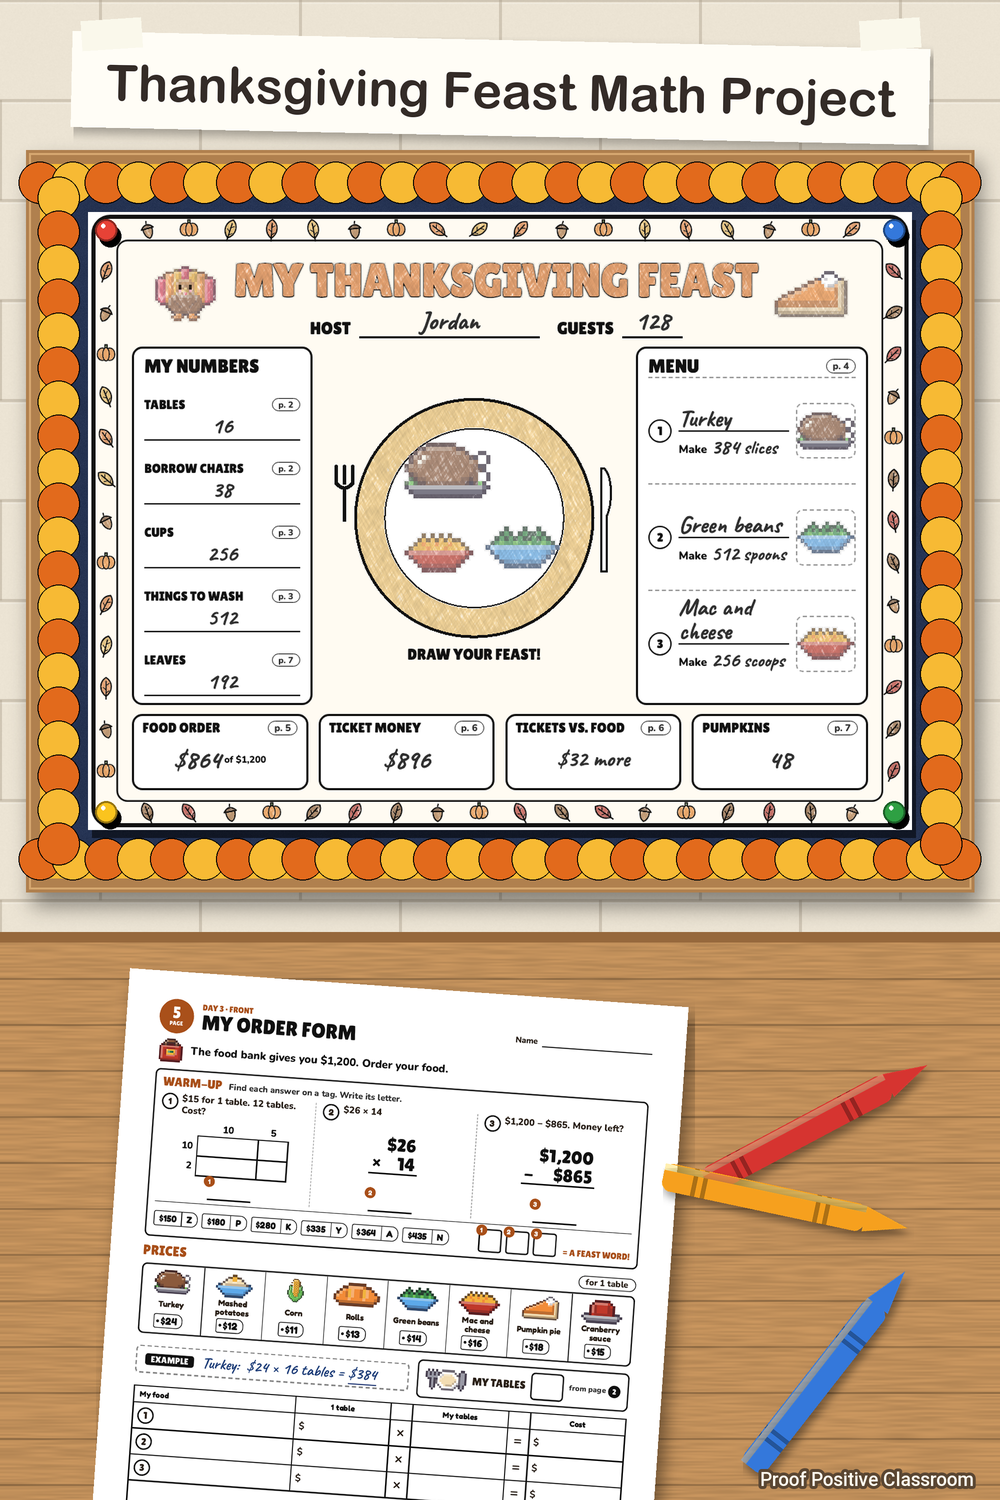 Thanksgiving Feast Math Project
MY THANKSGIVING FEAST
HOST Jordan GUESTS 128
MY NUMBERS
TABLES p. 2
16
BORROW CHAIRS p. 2
38
CUPS p. 3
256
THINGS TO WASH p. 3
512
LEAVES p. 7
192
DRAW YOUR FEAST!
MENU p. 4
1 Turkey
Make 384 slices
2 Green beans
Make 512 spoons
Mac and
3 cheese
Make 256 scoops
FOOD ORDER p. 5
$864 of $1,200
TICKET MONEY p. 6
$896
TICKETS VS. FOOD p. 6
$32 more
PUMPKINS p. 7
48
5 PAGE
DAY 3 · FRONT
MY ORDER FORM
Name
The food bank gives you $1,200. Order your food.
WARM-UP Find each answer on a tag. Write its letter.
1 $15 for 1 table. 12 tables.
Cost?
10 5
10
2
1
2 $26 × 14
$26
× 14
2
3 $1,200 − $865. Money left?
$1,200
− $865
3
$150 Z $180 P $280 K $335 Y $364 A $435 N
1 2 3 = A FEAST WORD!
PRICES
for 1 table
Turkey
$24
Mashed
potatoes
$12
Corn
$11
Rolls
$13
Green beans
$14
Mac and
cheese
$16
Pumpkin pie
$18
Cranberry
sauce
$15
EXAMPLE Turkey: $24 × 16 tables = $384
MY TABLES from page 2
My food 1 table My tables Cost
1 $ × = $
2 $ × = $
3 $ × = $
Proof Positive Classroom